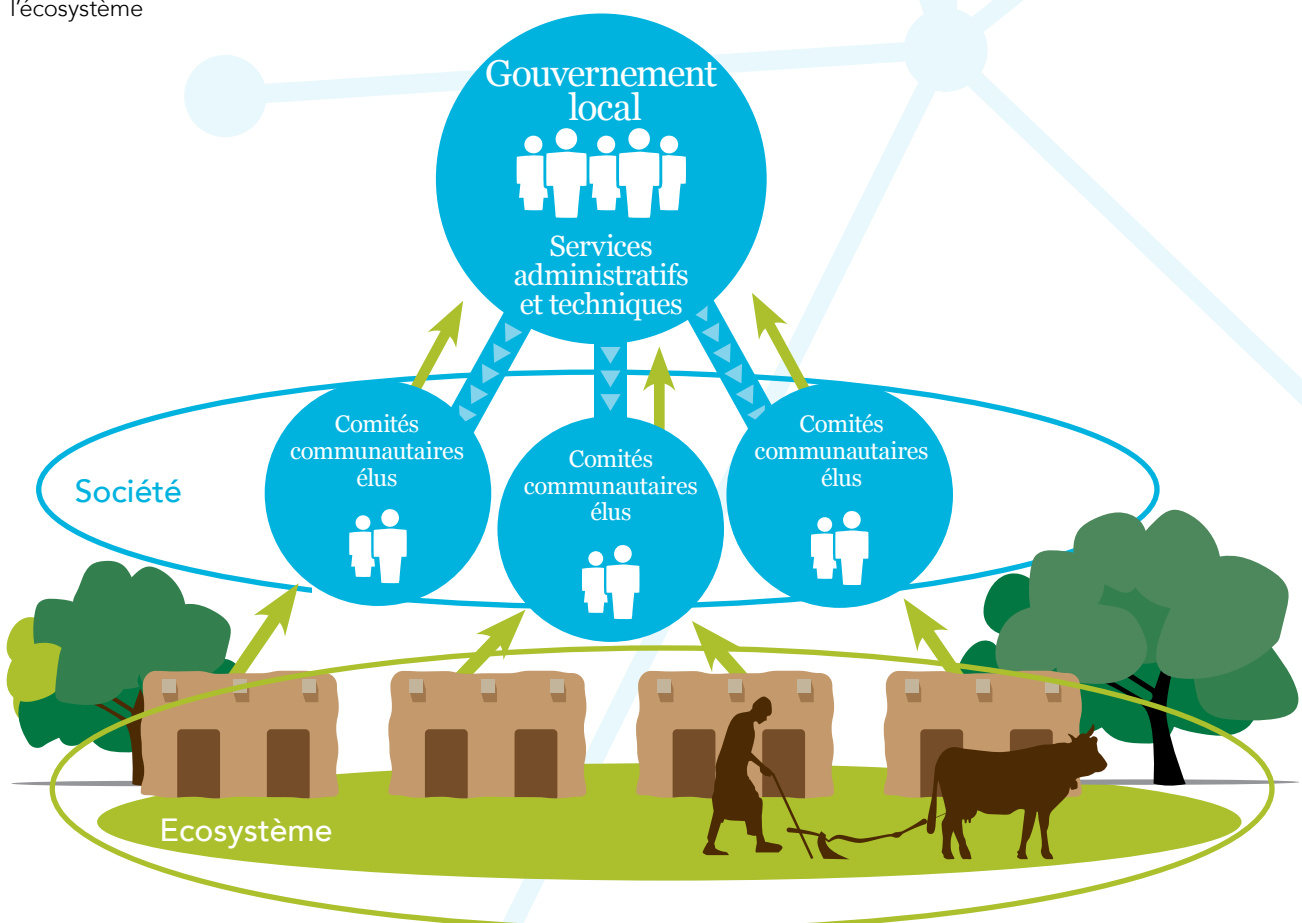 l'écosystème
Gouvernement
local
Services
administratifs
et techniques
Comités
communautaires
élus
Comités
communautaires
élus
Comités
communautaires
élus
Société
Ecosystème